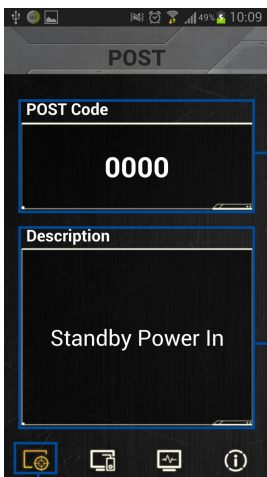 49% 10:09
POST
POST Code
0000
Description
Standby Power In